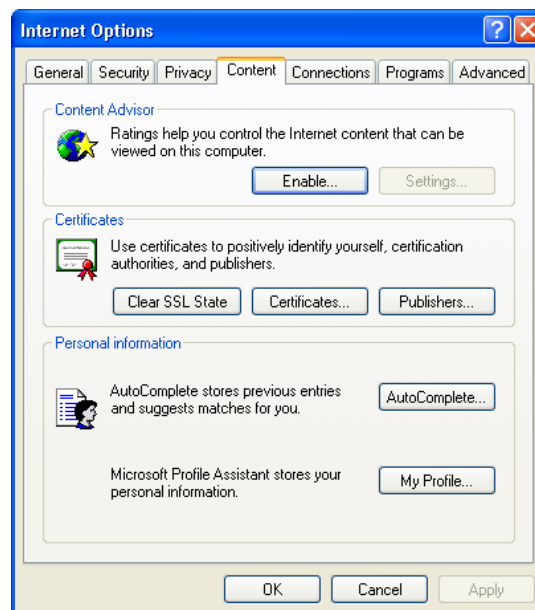 Internet Options
General Security Privacy Content Connections Programs Advanced
Content Advisor
Ratings help you control the Internet content that can be
viewed on this computer.
Enable... Settings...
Certificates
Use certificates to positively identify yourself, certification
authorities, and publishers.
Clear SSL State Certificates... Publishers...
Personal information
AutoComplete stores previous entries
and suggests matches for you.
AutoComplete...
Microsoft Profile Assistant stores your
personal information.
My Profile...
OK Cancel Apply